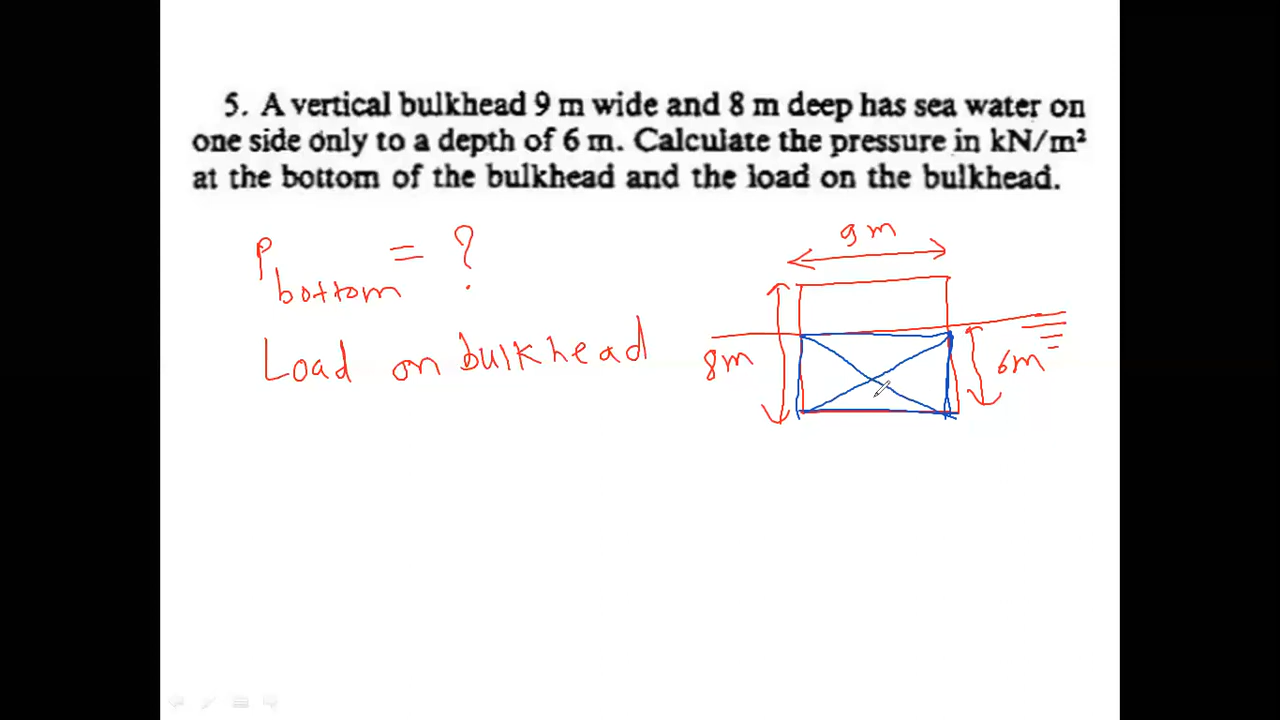 5. A vertical bulkhead 9 m wide and 8 m deep has sea water on
one side only to a depth of 6 m. Calculate the pressure in kN/m²
at the bottom of the bulkhead and the load on the bulkhead.
P bottom = ?
Load on bulkhead
9 m
8m
6m